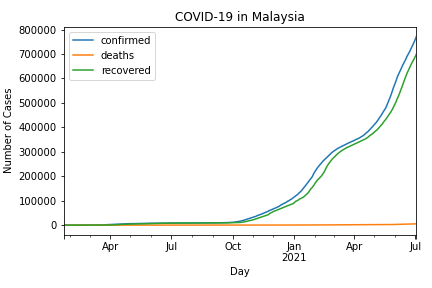 COVID-19 in Malaysia
confirmed
deaths
recovered
Number of Cases
800000
700000
600000
500000
400000
300000
200000
100000
0
Apr
Jul
Oct
Jan
2021
Apr
Jul
Day